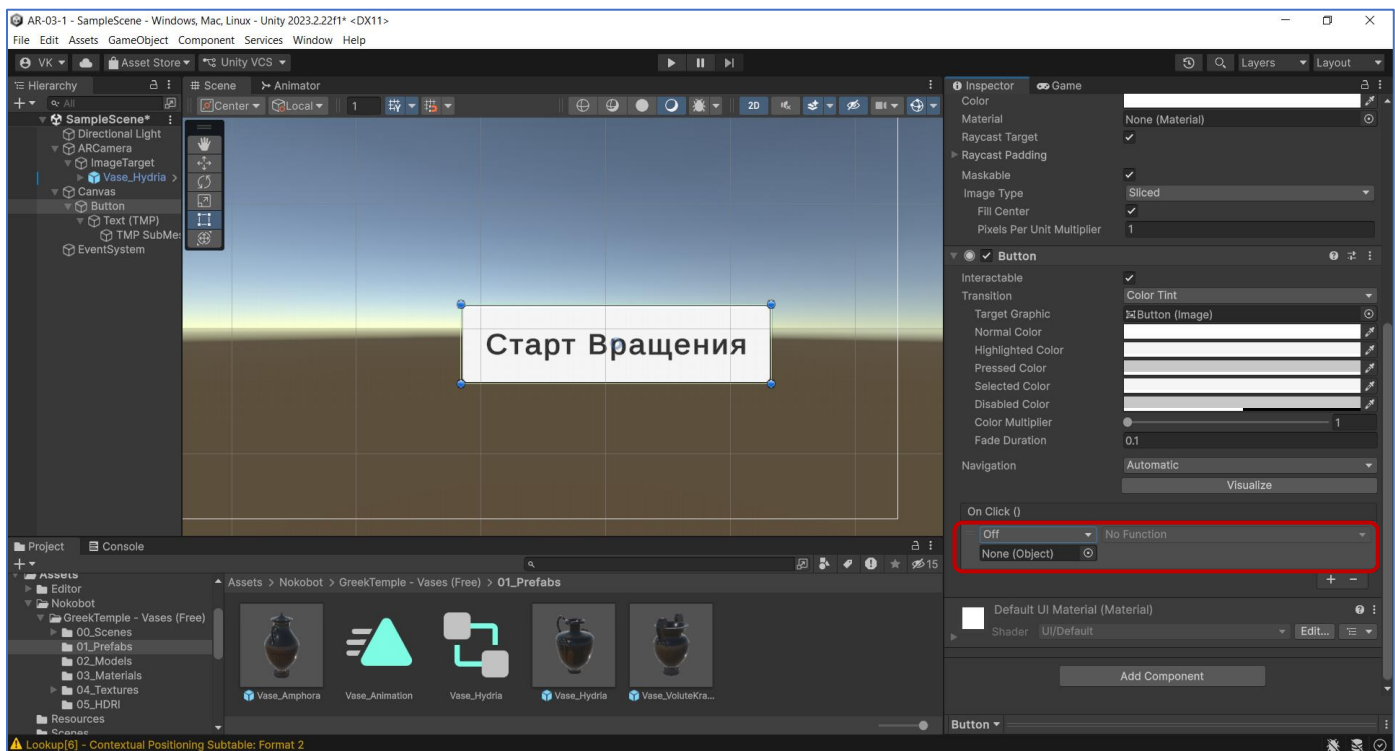 AR-03-1 - SampleScene - Windows, Mac, Linux - Unity 2023.2.22f1* <DX11>
File Edit Assets GameObject Component Services Window Help
VK Asset Store Unity VCS Layers Layout
Hierarchy
All
SampleScene*
Directional Light
ARCamera
ImageTarget
Vase_Hydria
Canvas
Button
Text (TMP)
TMP SubMe
EventSystem
Scene Animator
Center Local 1 2D
Старт Вращения
Inspector Game
Color
Material None (Material)
Raycast Target
Raycast Padding
Maskable
Image Type Sliced
Fill Center
Pixels Per Unit Multiplier 1
Button
Interactable
Transition Color Tint
Target Graphic Button (Image)
Normal Color
Highlighted Color
Pressed Color
Selected Color
Disabled Color
Color Multiplier 1
Fade Duration 0.1
Navigation Automatic
Visualize
On Click ()
Off No Function
None (Object)
+ -
Default UI Material (Material)
Shader UI/Default Edit...
Add Component
Button
Project Console
15
Assets
Editor
Nokobot
GreekTemple - Vases (Free)
00_Scenes
01_Prefabs
02_Models
03_Materials
04_Textures
05_HDRI
Resources
Scenes
Assets > Nokobot > GreekTemple - Vases (Free) > 01_Prefabs
Vase_Amphora Vase_Animation Vase_Hydria Vase_Hydria Vase_VoluteKra...
Lookup[6] - Contextual Positioning Subtable: Format 2